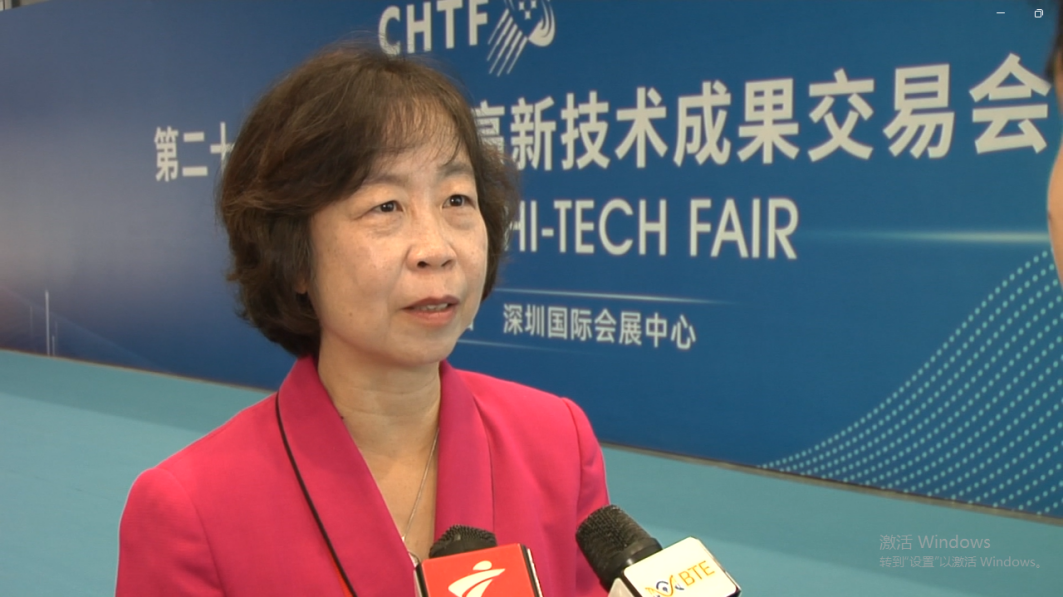 CHTF
第二十
高新技术成果交易会
HI-TECH FAIR
深圳国际会展中心
BTE
激活 Windows
转到"设置"以激活 Windows。